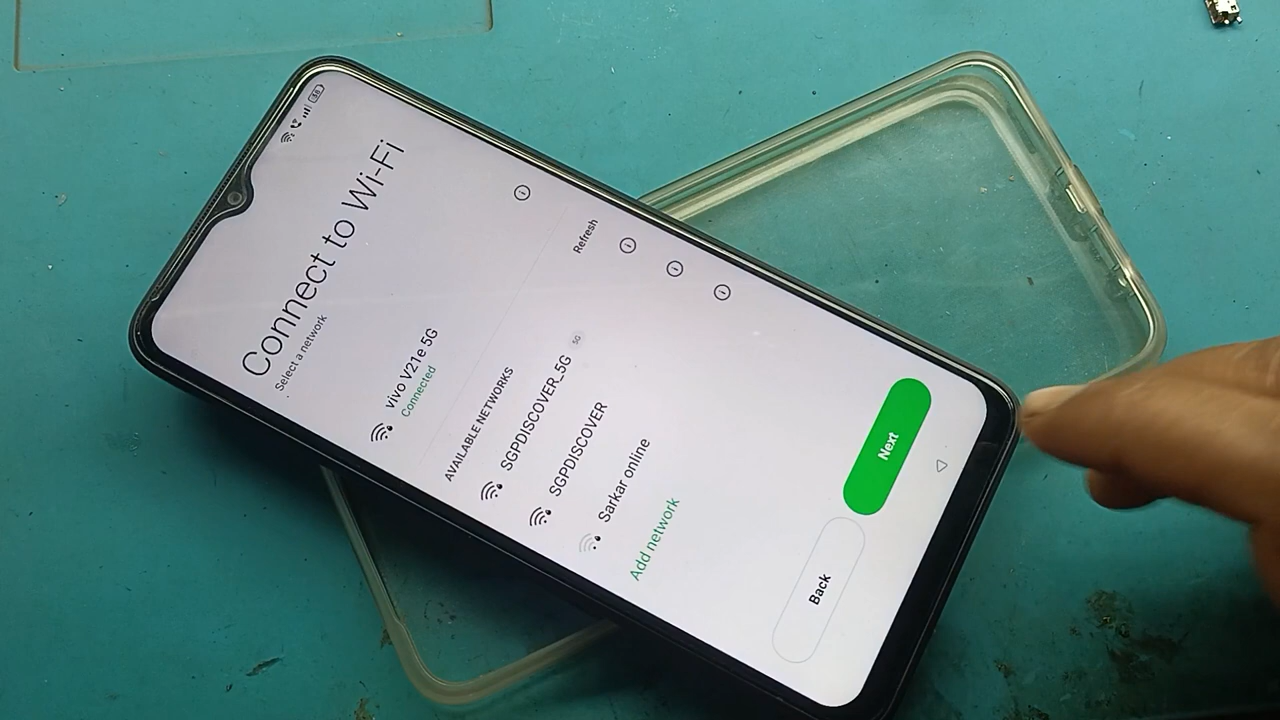 58
Connect to Wi-Fi
Select a network
vivo V21e 5G
Connected
AVAILABLE NETWORKS
Refresh
SGPDISCOVER_5G
5G
SGPDISCOVER
Sarkar online
Add network
Back
Next